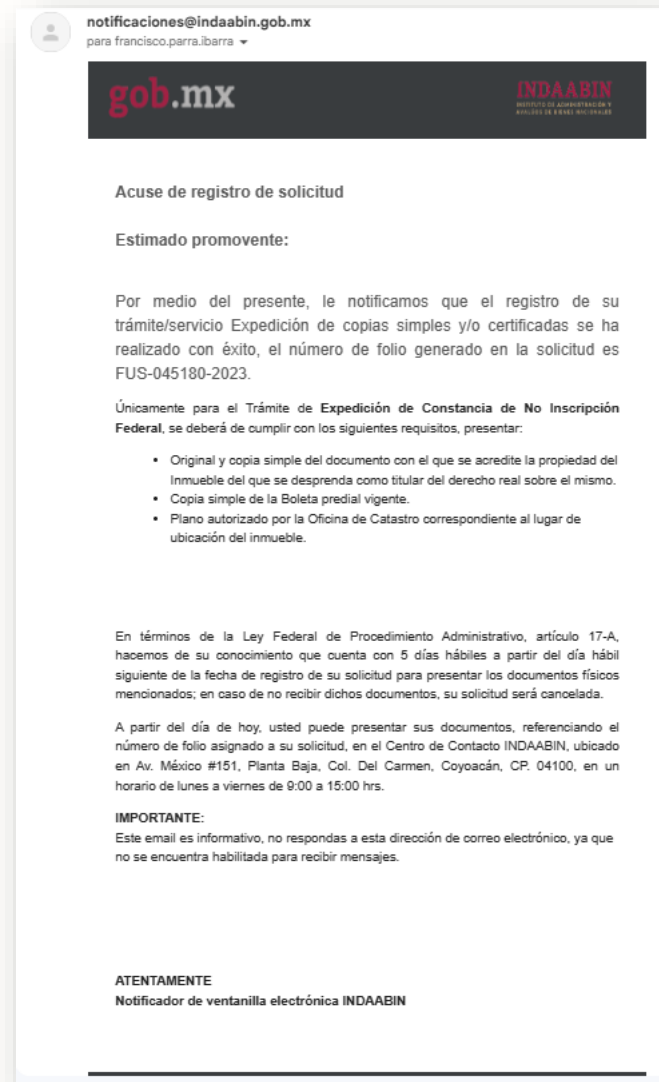 notificaciones@indaabin.gob.mx
para francisco.parra.ibarra
gob.mx
INDAABIN
INSTITUTO DE ADMINISTRACIÓN Y
AVALÚOS DE BIENES NACIONALES
Acuse de registro de solicitud
Estimado promovente:
Por medio del presente, le notificamos que el registro de su
trámite/servicio Expedición de copias simples y/o certificadas se ha
realizado con éxito, el número de folio generado en la solicitud es
FUS-045180-2023.
Únicamente para el Trámite de Expedición de Constancia de No Inscripción
Federal, se deberá de cumplir con los siguientes requisitos, presentar:
• Original y copia simple del documento con el que se acredite la propiedad del
Inmueble del que se desprenda como titular del derecho real sobre el mismo.
• Copia simple de la Boleta predial vigente.
• Plano autorizado por la Oficina de Catastro correspondiente al lugar de
ubicación del inmueble.
En términos de la Ley Federal de Procedimiento Administrativo, artículo 17-A,
hacemos de su conocimiento que cuenta con 5 días hábiles a partir del día hábil
siguiente de la fecha de registro de su solicitud para presentar los documentos físicos
mencionados; en caso de no recibir dichos documentos, su solicitud será cancelada.
A partir del día de hoy, usted puede presentar sus documentos, referenciando el
número de folio asignado a su solicitud, en el Centro de Contacto INDAABIN, ubicado
en Av. México #151, Planta Baja, Col. Del Carmen, Coyoacán, CP. 04100, en un
horario de lunes a viernes de 9:00 a 15:00 hrs.
IMPORTANTE:
Este email es informativo, no respondas a esta dirección de correo electrónico, ya que
no se encuentra habilitada para recibir mensajes.
ATENTAMENTE
Notificador de ventanilla electrónica INDAABIN